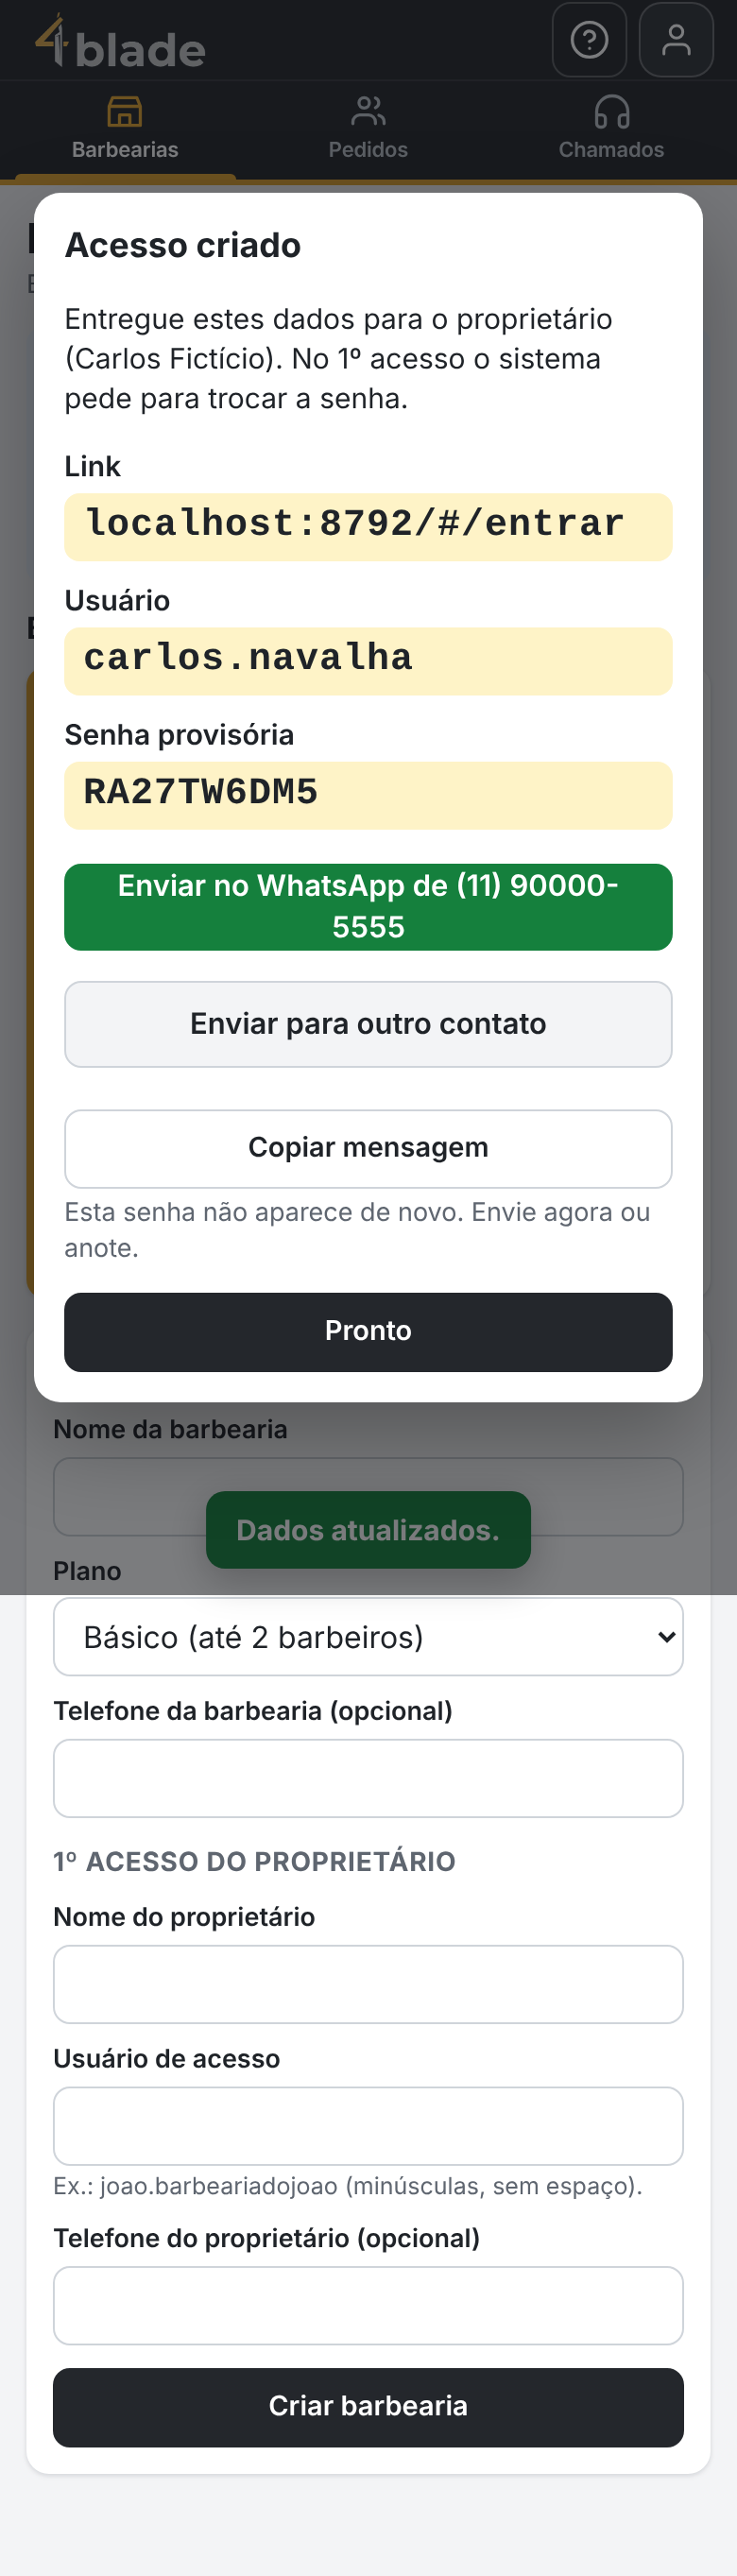 4blade
Barbearias
Pedidos
Chamados
Acesso criado
Entregue estes dados para o proprietário
(Carlos Fictício). No 1º acesso o sistema
pede para trocar a senha.
Link
localhost:8792/#/entrar
Usuário
carlos.navalha
Senha provisória
RA27TW6DM5
Enviar no WhatsApp de (11) 90000-
5555
Enviar para outro contato
Copiar mensagem
Esta senha não aparece de novo. Envie agora ou
anote.
Pronto
Nome da barbearia
Dados atualizados.
Plano
Básico (até 2 barbeiros)
Telefone da barbearia (opcional)
1º ACESSO DO PROPRIETÁRIO
Nome do proprietário
Usuário de acesso
Ex.: joao.barbeariadojoao (minúsculas, sem espaço).
Telefone do proprietário (opcional)
Criar barbearia